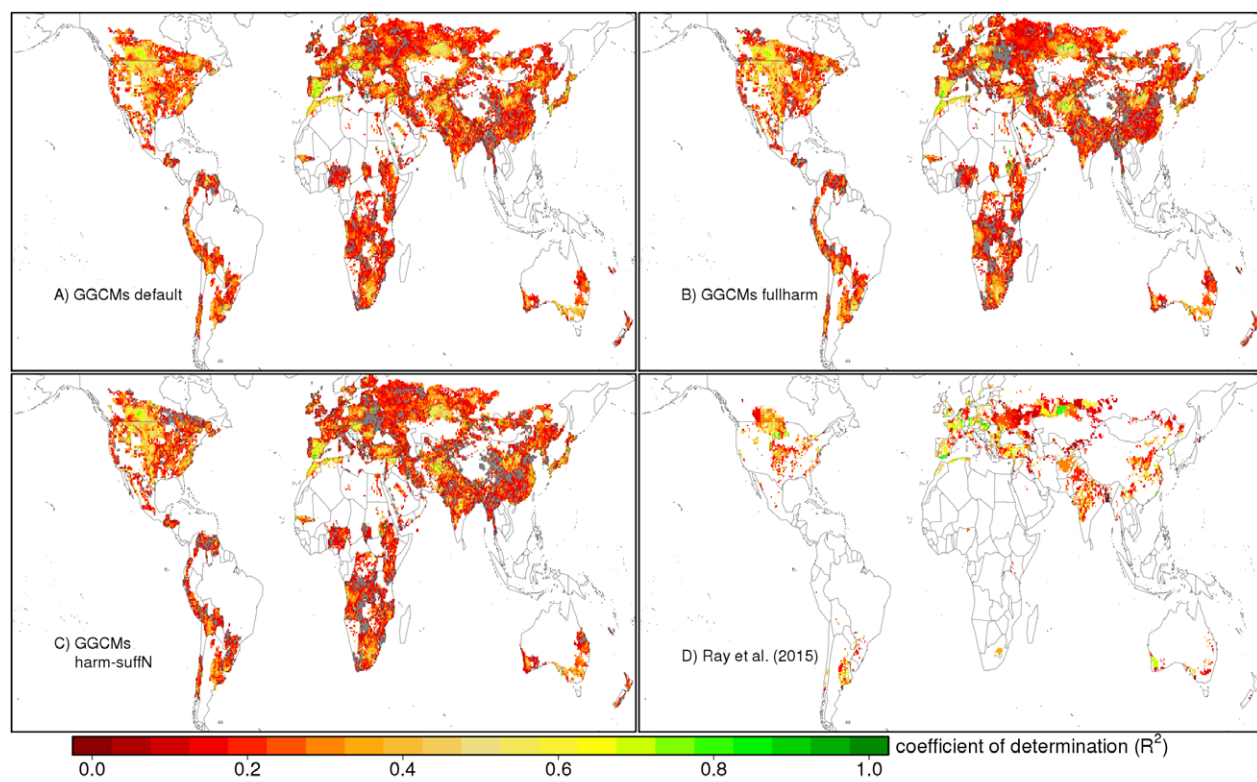 A) GGCMs default
B) GGCMs fullharm
C) GGCMs
harm-suffN
D) Ray et al. (2015)
coefficient of determination (R²)
0.0 0.2 0.4 0.6 0.8 1.0